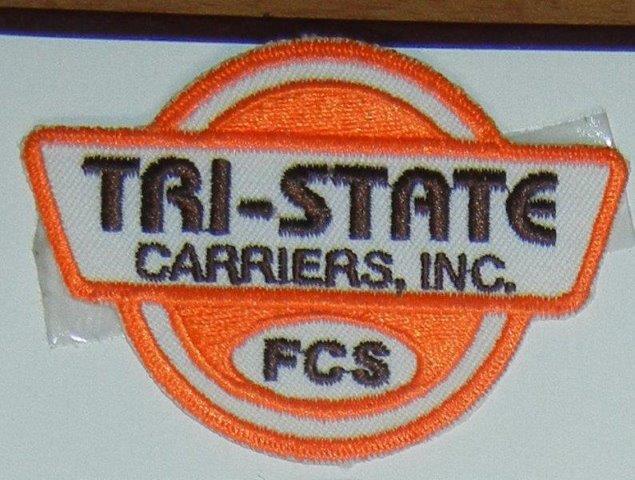 TRI-STATE
CARRIERS, INC.
FCS